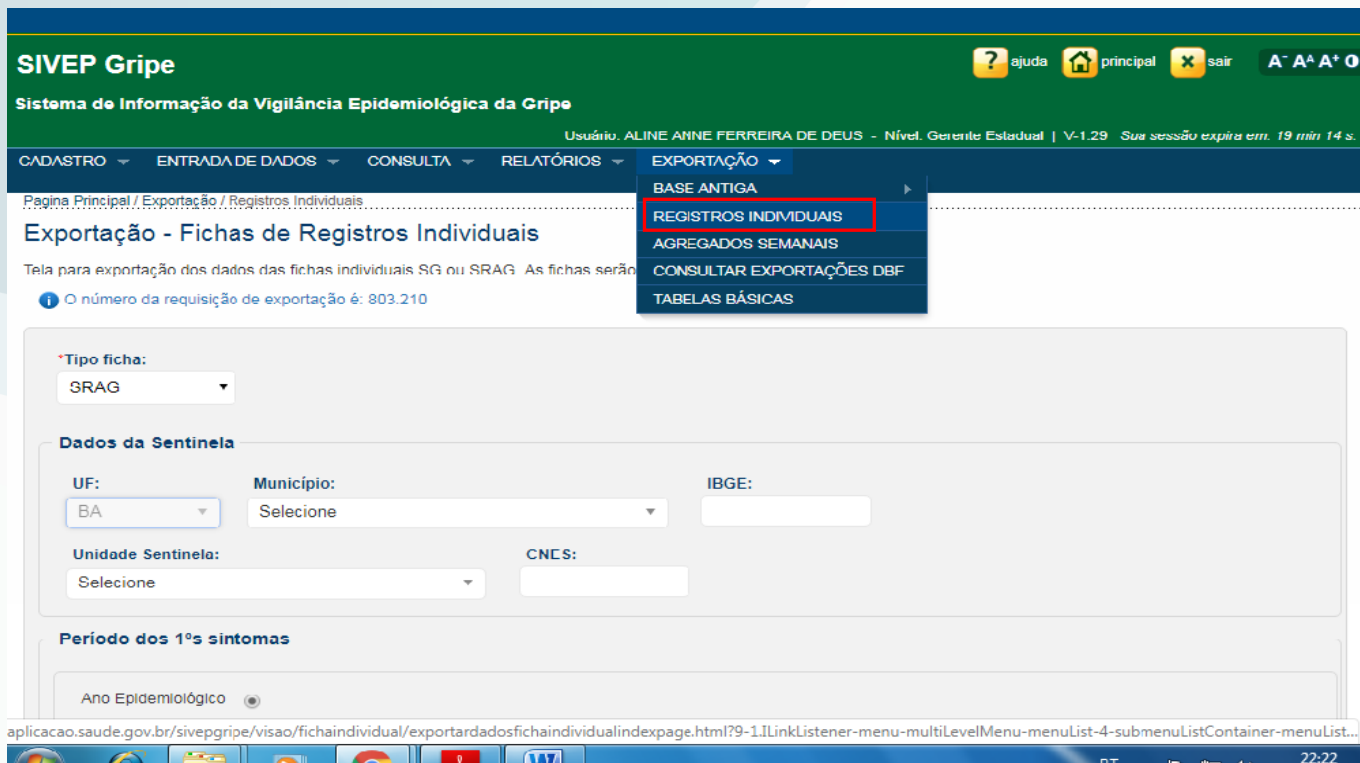 SIVEP Gripe
? ajuda principal x sair A- AA A+
Sistema de Informação da Vigilância Epidemiológica da Gripe
Usuário: ALINE ANNE FERREIRA DE DEUS - Nível: Gerente Estadual | V-1.29 Sua sessão expira em: 19 min 14 s.
CADASTRO ENTRADA DE DADOS CONSULTA RELATÓRIOS EXPORTAÇÃO
BASE ANTIGA
REGISTROS INDIVIDUAIS
AGREGADOS SEMANAIS
CONSULTAR EXPORTAÇÕES DBF
TABELAS BÁSICAS
Pagina Principal / Exportação / Registros Individuais
Exportação - Fichas de Registros Individuais
Tela para exportação dos dados das fichas individuais SG ou SRAG. As fichas serão
i O número da requisição de exportação é: 803.210
*Tipo ficha:
SRAG
Dados da Sentinela
UF: Município: IBGE:
BA Selecione
Unidade Sentinela: CNES:
Selecione
Período dos 1ºs sintomas
Ano Epidemiológico
aplicacao.saude.gov.br/sivepgripe/visao/fichaindividual/exportardadosfichaindividualindexpage.html?9-1.ILinkListener-menu-multiLevelMenu-menuList-4-submenuListContainer-menuList...
22:22